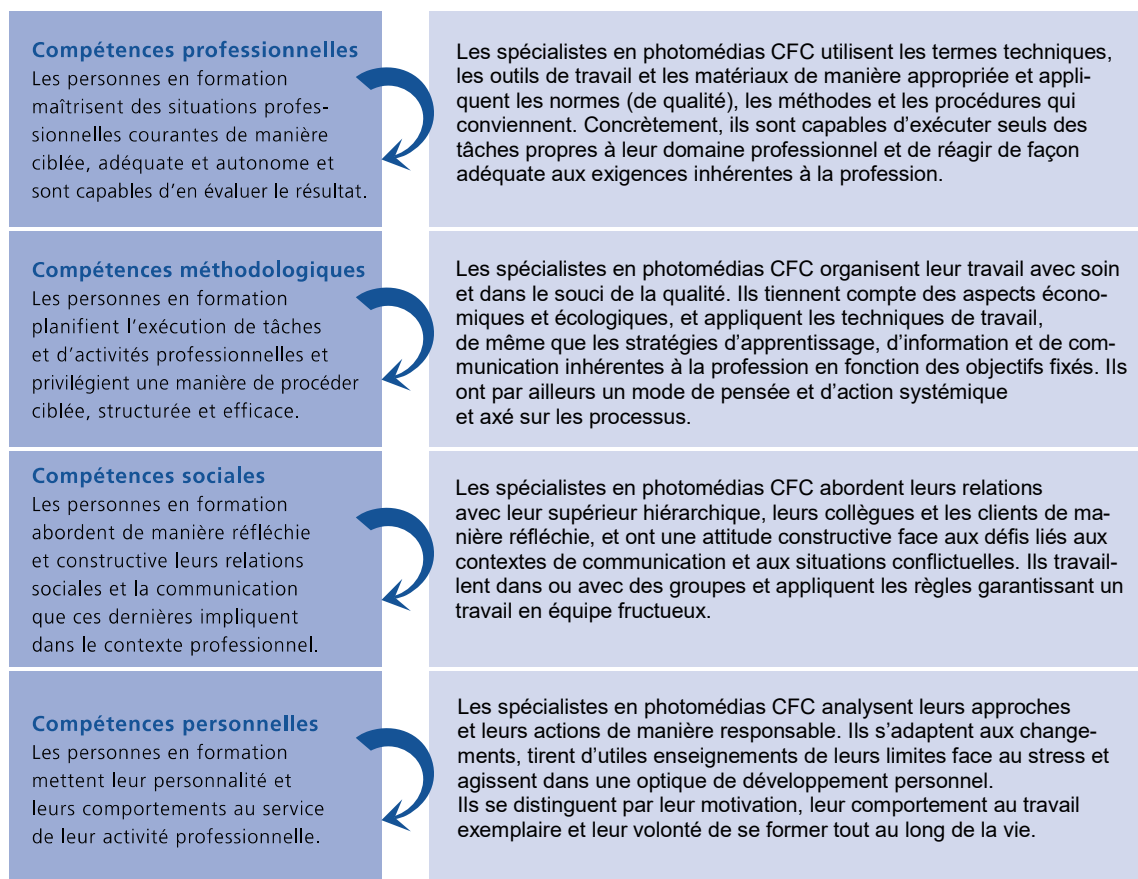 Compétences professionnelles
Les personnes en formation
maîtrisent des situations profes-
sionnelles courantes de manière
ciblée, adéquate et autonome et
sont capables d'en évaluer le résultat.
Les spécialistes en photomédias CFC utilisent les termes techniques,
les outils de travail et les matériaux de manière appropriée et appli-
quent les normes (de qualité), les méthodes et les procédures qui
conviennent. Concrètement, ils sont capables d'exécuter seuls des
tâches propres à leur domaine professionnel et de réagir de façon
adéquate aux exigences inhérentes à la profession.
Compétences méthodologiques
Les personnes en formation
planifient l'exécution de tâches
et d'activités professionnelles et
privilégient une manière de procéder
ciblée, structurée et efficace.
Les spécialistes en photomédias CFC organisent leur travail avec soin
et dans le souci de la qualité. Ils tiennent compte des aspects écono-
miques et écologiques, et appliquent les techniques de travail,
de même que les stratégies d'apprentissage, d'information et de com-
munication inhérentes à la profession en fonction des objectifs fixés. Ils
ont par ailleurs un mode de pensée et d'action systémique
et axé sur les processus.
Compétences sociales
Les personnes en formation
abordent de manière réfléchie
et constructive leurs relations
sociales et la communication
que ces dernières impliquent
dans le contexte professionnel.
Les spécialistes en photomédias CFC abordent leurs relations
avec leur supérieur hiérarchique, leurs collègues et les clients de ma-
nière réfléchie, et ont une attitude constructive face aux défis liés aux
contextes de communication et aux situations conflictuelles. Ils travail-
lent dans ou avec des groupes et appliquent les règles garantissant un
travail en équipe fructueux.
Compétences personnelles
Les personnes en formation
mettent leur personnalité et
leurs comportements au service
de leur activité professionnelle.
Les spécialistes en photomédias CFC analysent leurs approches
et leurs actions de manière responsable. Ils s'adaptent aux change-
ments, tirent d'utiles enseignements de leurs limites face au stress et
agissent dans une optique de développement personnel.
Ils se distinguent par leur motivation, leur comportement au travail
exemplaire et leur volonté de se former tout au long de la vie.